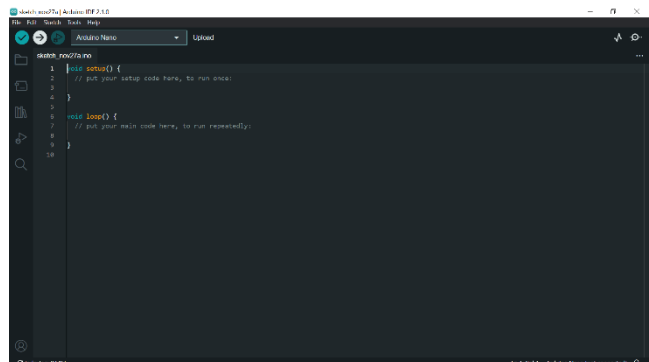 sketch_nov27a | Arduino IDE 2.1.0
File Edit Sketch Tools Help
Arduino Nano Upload
sketch_nov27a.ino
1 void setup() {
2 // put your setup code here, to run once:
3
4 }
5
6 void loop() {
7 // put your main code here, to run repeatedly:
8
9 }
10